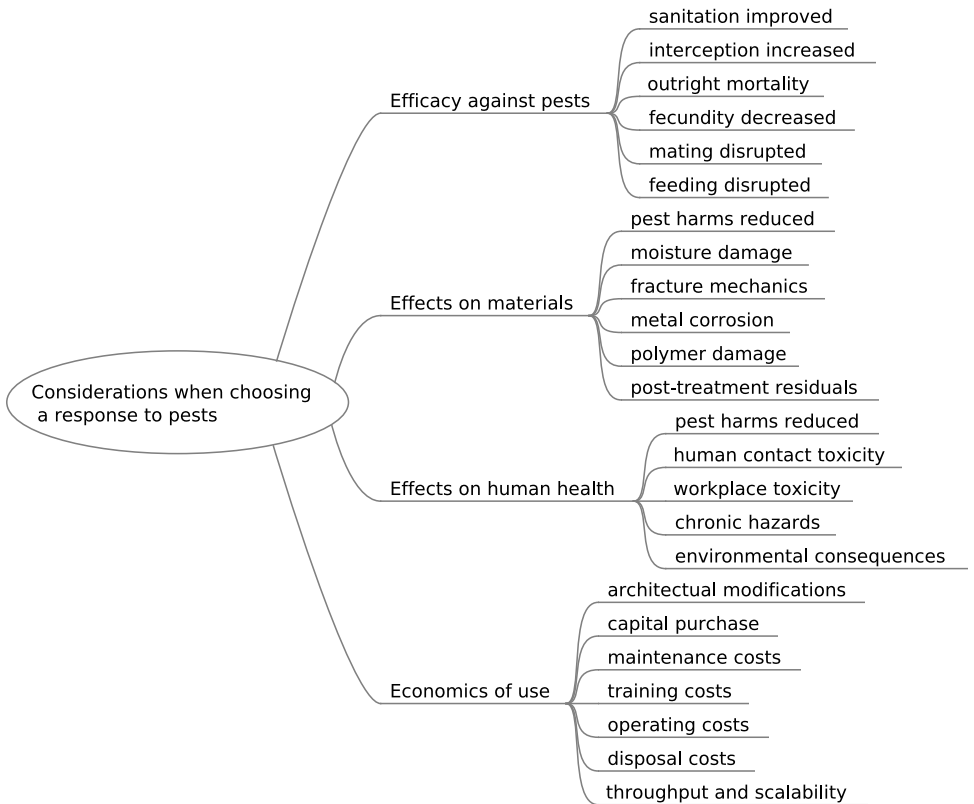 Considerations when choosing
a response to pests
Efficacy against pests
sanitation improved
interception increased
outright mortality
fecundity decreased
mating disrupted
feeding disrupted
Effects on materials
pest harms reduced
moisture damage
fracture mechanics
metal corrosion
polymer damage
post-treatment residuals
Effects on human health
pest harms reduced
human contact toxicity
workplace toxicity
chronic hazards
environmental consequences
Economics of use
architectual modifications
capital purchase
maintenance costs
training costs
operating costs
disposal costs
throughput and scalability